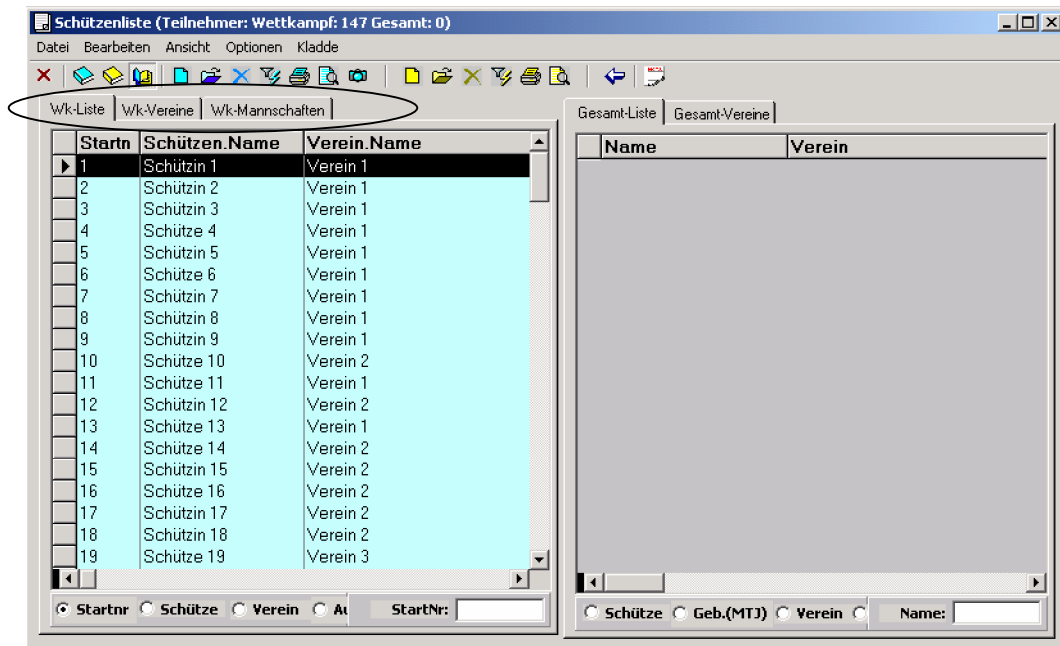 Schützenliste (Teilnehmer: Wettkampf: 147 Gesamt: 0)
Datei Bearbeiten Ansicht Optionen Kladde
Wk-Liste Wk-Vereine Wk-Mannschaften
Startn Schützen.Name Verein.Name
1 Schützin 1 Verein 1
2 Schützin 2 Verein 1
3 Schützin 3 Verein 1
4 Schütze 4 Verein 1
5 Schützin 5 Verein 1
6 Schütze 6 Verein 1
7 Schützin 7 Verein 1
8 Schützin 8 Verein 1
9 Schützin 9 Verein 1
10 Schütze 10 Verein 2
11 Schütze 11 Verein 1
12 Schützin 12 Verein 2
13 Schütze 13 Verein 1
14 Schütze 14 Verein 2
15 Schützin 15 Verein 2
16 Schütze 16 Verein 2
17 Schützin 17 Verein 2
18 Schützin 18 Verein 2
19 Schütze 19 Verein 3
Startnr Schütze Verein StartNr:
Gesamt-Liste Gesamt-Vereine
Name Verein
Schütze Geb.(MTJ) Verein Name: